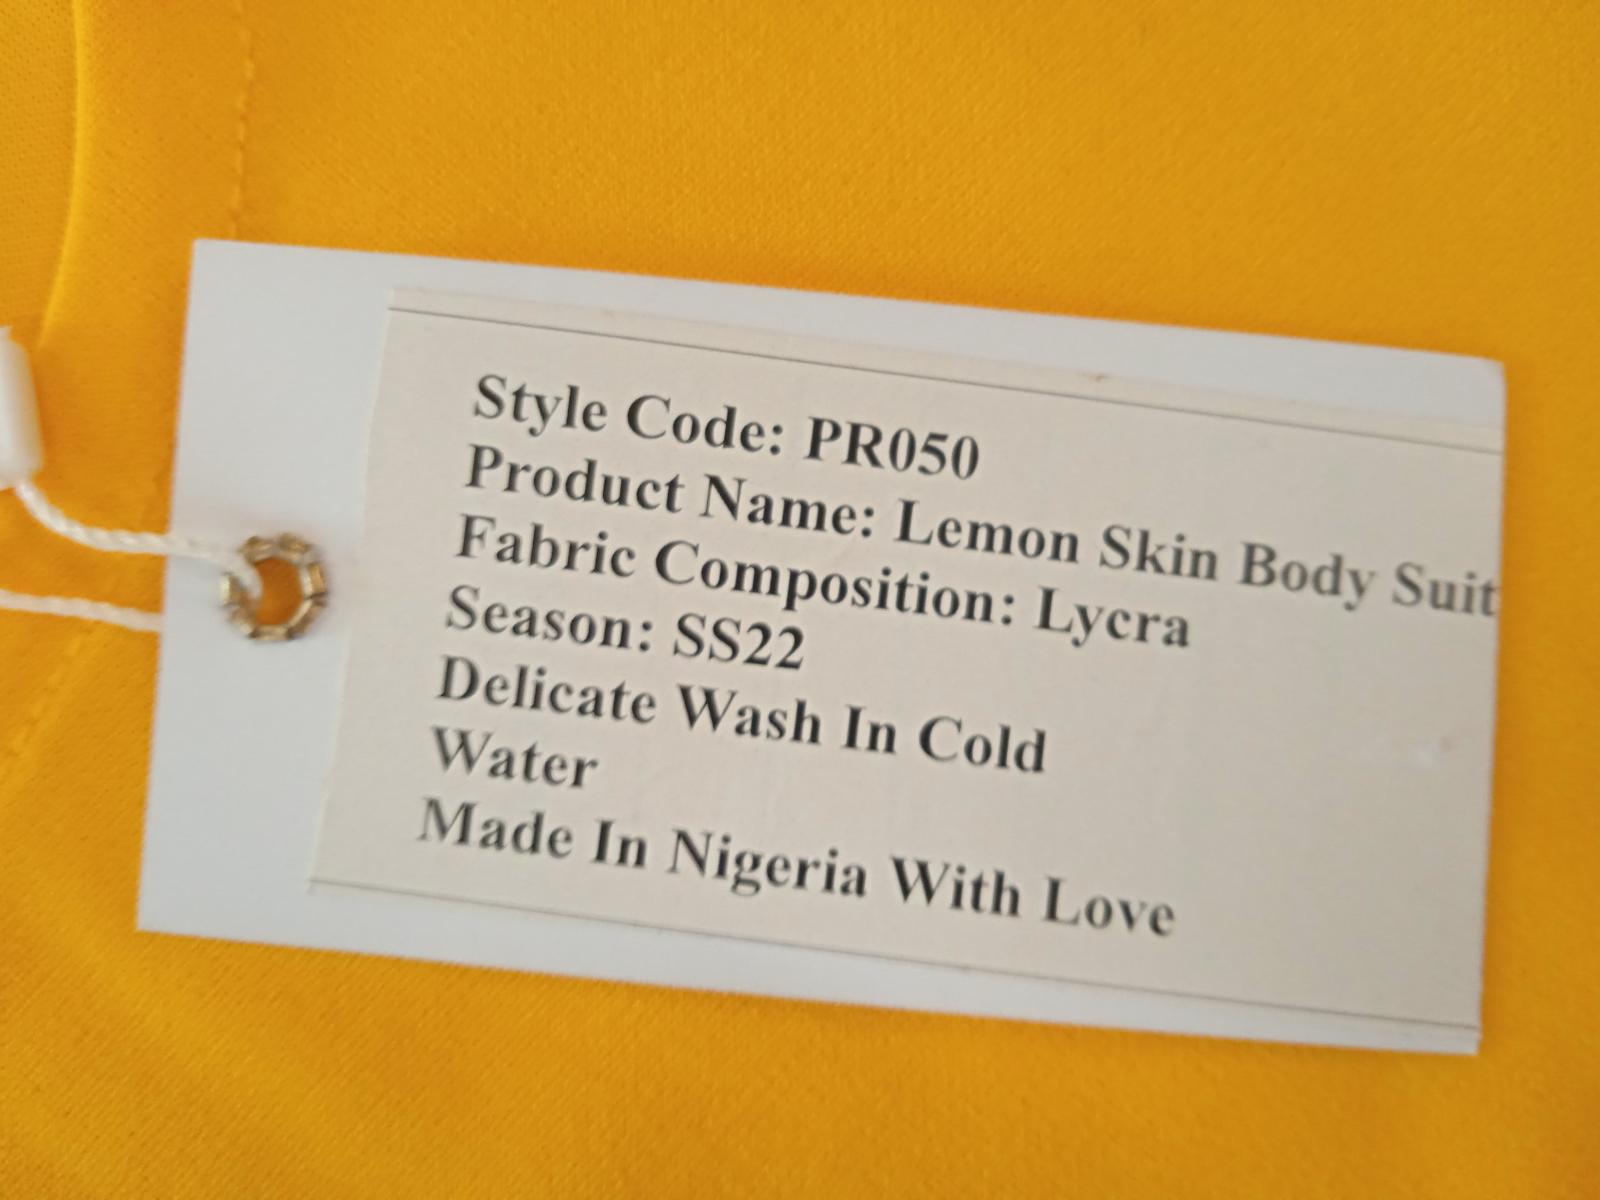 Style Code: PR050
Product Name: Lemon Skin Body Suit
Fabric Composition: Lycra
Season: SS22
Delicate Wash In Cold
Water
Made In Nigeria With Love